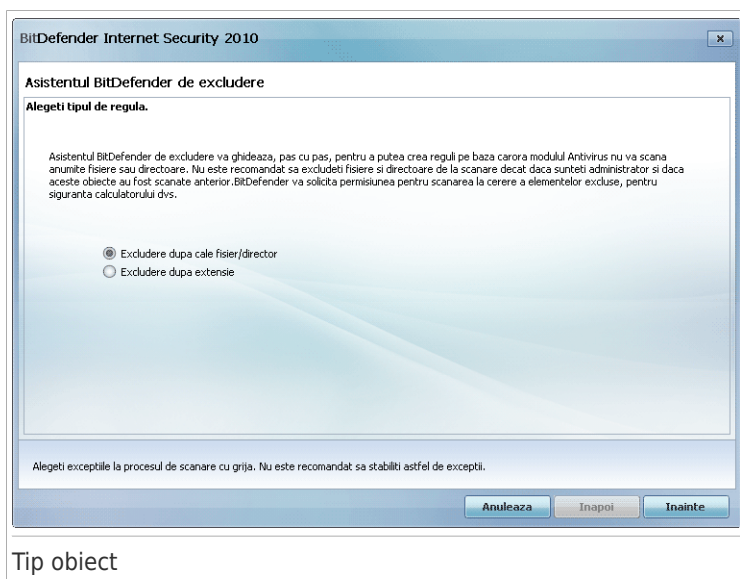 BitDefender Internet Security 2010
Asistentul BitDefender de excludere
Alegeti tipul de regula.
Asistentul BitDefender de excludere va ghideaza, pas cu pas, pentru a putea crea reguli pe baza carora modulul Antivirus nu va scana
anumite fisiere sau directoare. Nu este recomandat sa excludeti fisiere si directoare de la scanare decat daca sunteti administrator si daca
aceste obiecte au fost scanate anterior.BitDefender va solicita permisiunea pentru scanarea la cerere a elementelor excluse, pentru
siguranta calculatorului dvs.
Excludere dupa cale fisier/director
Excludere dupa extensie
Alegeti exceptiile la procesul de scanare cu grija. Nu este recomandat sa stabiliti astfel de exceptii.
Anuleaza Inapoi Inainte
Tip obiect